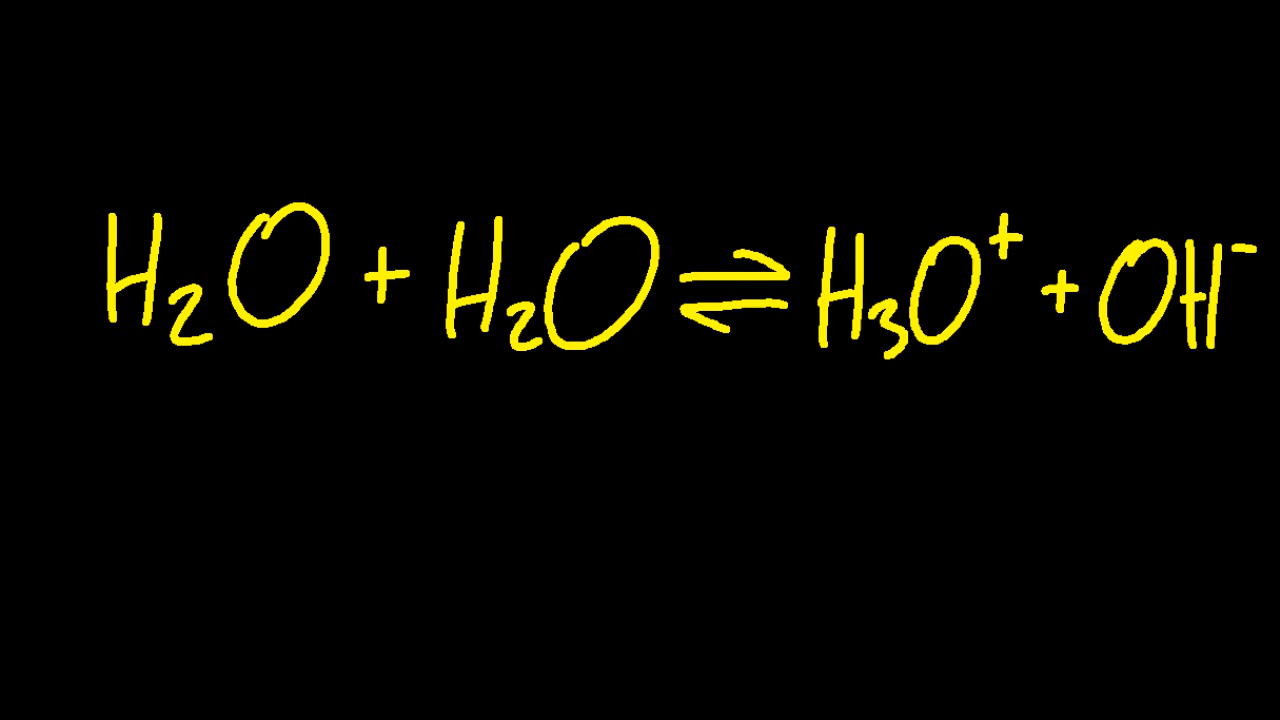 H₂O + H₂O ⇌ H₃O⁺ + OH⁻